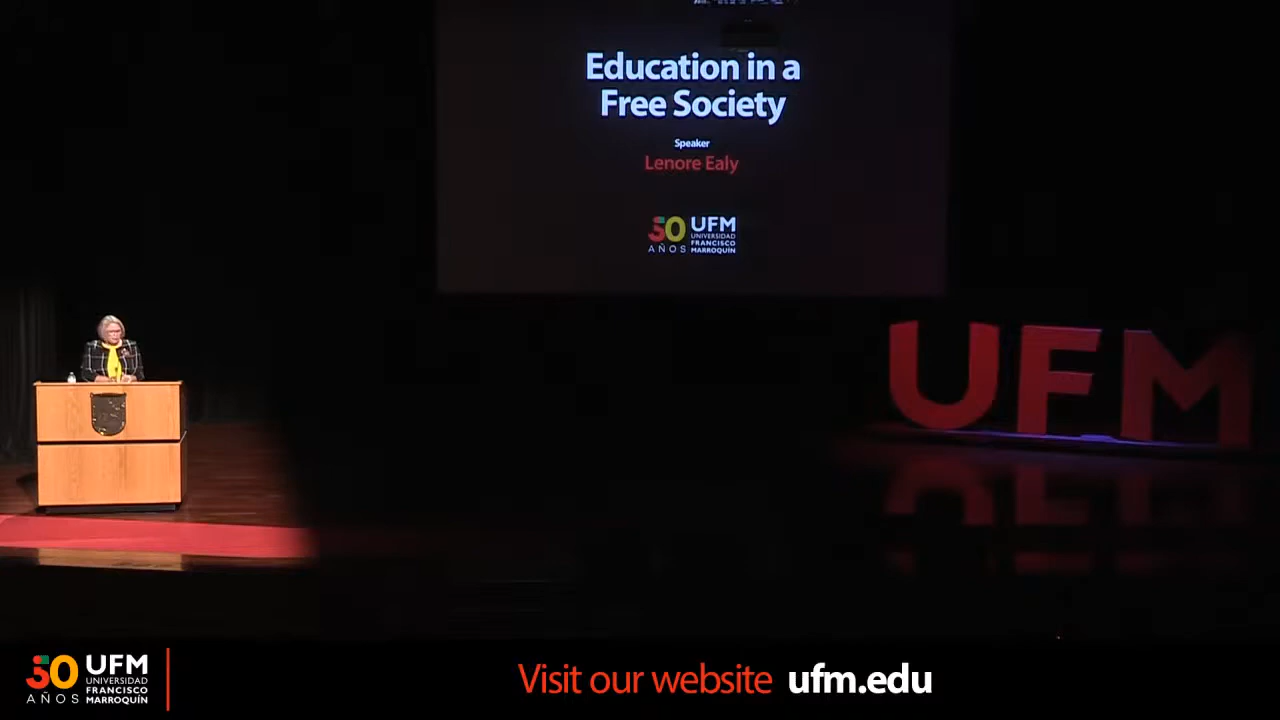 Education in a
Free Society
Speaker
Lenore Ealy
50 UFM
AÑOS
UNIVERSIDAD
FRANCISCO
MARROQUÍN
UFM
50 UFM
AÑOS
UNIVERSIDAD
FRANCISCO
MARROQUÍN
Visit our website ufm.edu